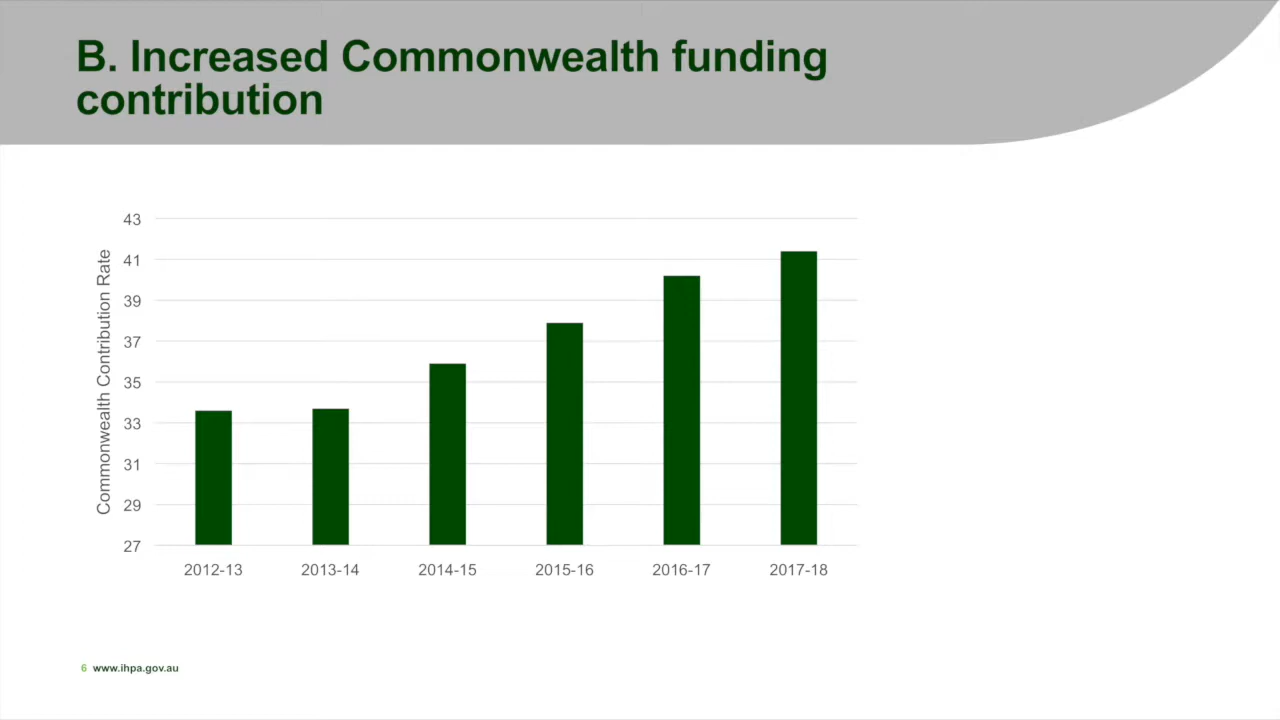 B. Increased Commonwealth funding
contribution
Commonwealth Contribution Rate
43
41
39
37
35
33
31
29
27
2012-13 2013-14 2014-15 2015-16 2016-17 2017-18
6 www.ihpa.gov.au